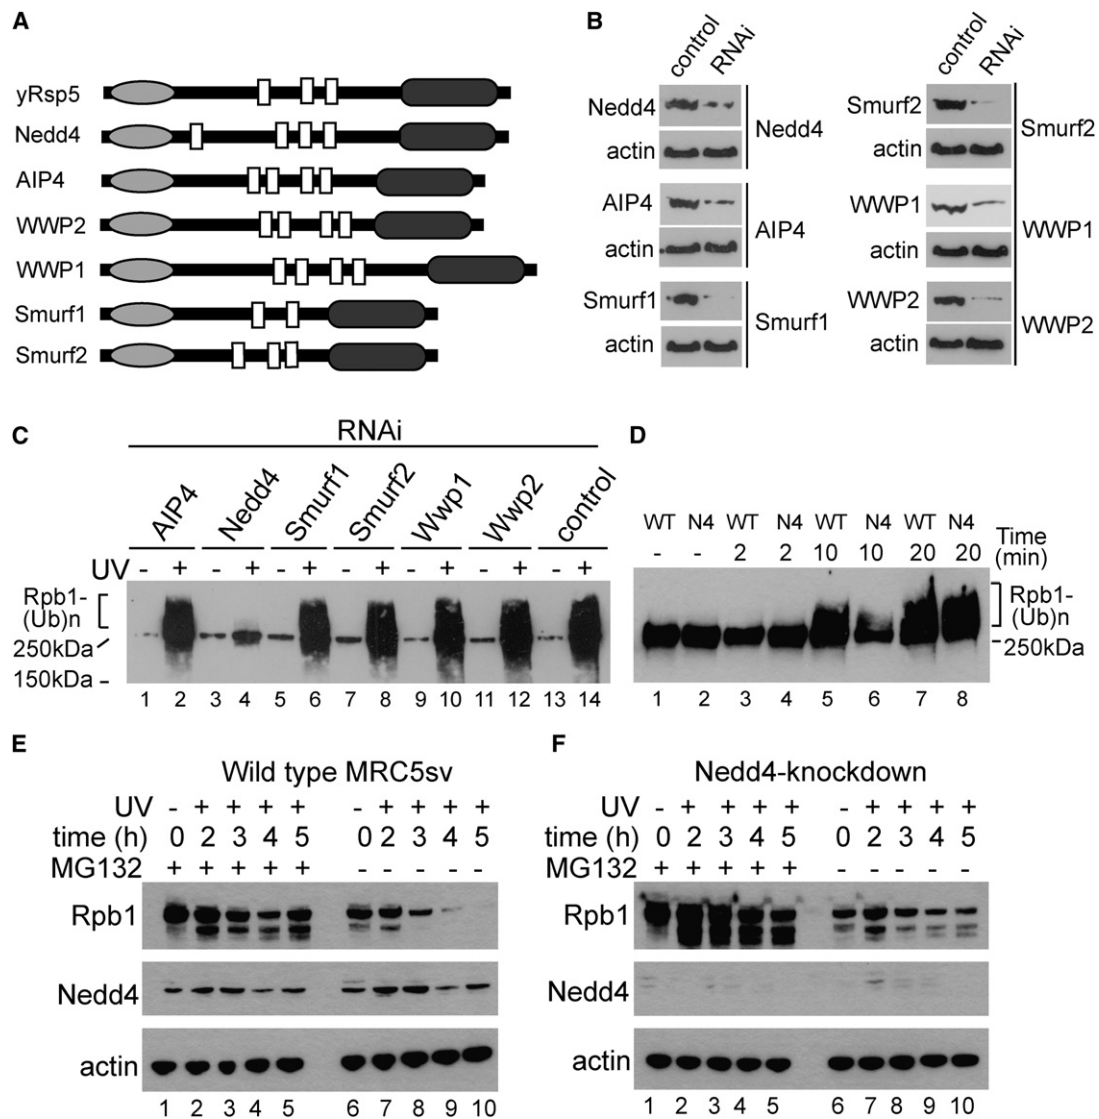 A
yRsp5
Nedd4
AIP4
WWP2
WWP1
Smurf1
Smurf2
B
control RNAi
Nedd4
actin
Nedd4
AIP4
actin
AIP4
Smurf1
actin
Smurf1
control RNAi
Smurf2
actin
Smurf2
WWP1
actin
WWP1
WWP2
actin
WWP2
C
RNAi
AIP4 Nedd4 Smurf1 Smurf2 Wwp1 Wwp2 control
UV - + - + - + - + - + - + - +
Rpb1-
(Ub)n
250kDa
150kDa -
1 2 3 4 5 6 7 8 9 10 11 12 13 14
D
WT N4 WT N4 WT N4 WT N4
- - 2 2 10 10 20 20 Time (min)
Rpb1-
(Ub)n
-250kDa
1 2 3 4 5 6 7 8
E
Wild type MRC5sv
UV - + + + + - + + + +
time (h) 0 2 3 4 5 0 2 3 4 5
MG132 + + + + + - - - - -
Rpb1
Nedd4
actin
1 2 3 4 5 6 7 8 9 10
F
Nedd4-knockdown
UV - + + + + - + + + +
time (h) 0 2 3 4 5 0 2 3 4 5
MG132 + + + + + - - - - -
Rpb1
Nedd4
actin
1 2 3 4 5 6 7 8 9 10